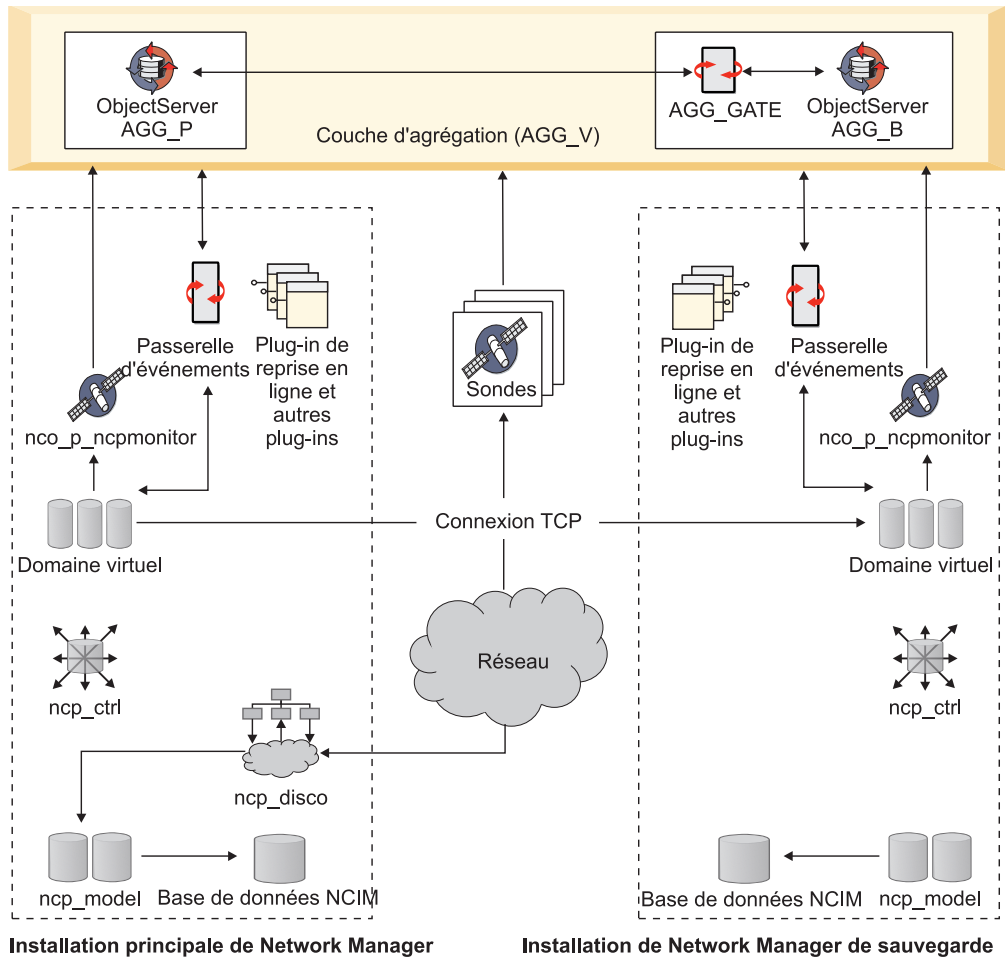 ObjectServer
AGG_P
Couche d'agrégation (AGG_V)
AGG_GATE
ObjectServer
AGG_B
Passerelle
d'événements
Plug-in de
reprise en
ligne et
autres
plug-ins
nco_p_ncpmonitor
Domaine virtuel
ncp_ctrl
ncp_disco
ncp_model
Base de données NCIM
Sondes
Connexion TCP
Réseau
Plug-in de
reprise en
ligne et
autres
plug-ins
Passerelle
d'événements
nco_p_ncpmonitor
Domaine virtuel
ncp_ctrl
Base de données NCIM
ncp_model
Installation principale de Network Manager
Installation de Network Manager de sauvegarde